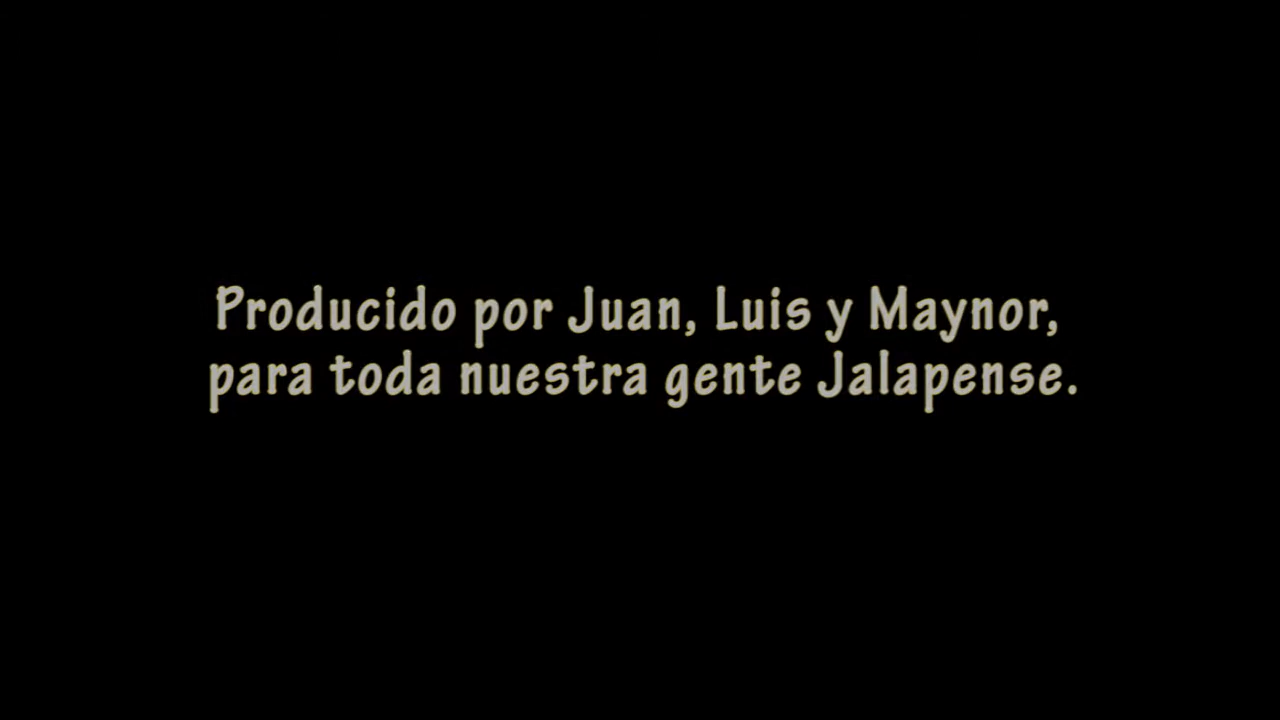 Producido por Juan, Luis y Maynor,
para toda nuestra gente Jalapense.